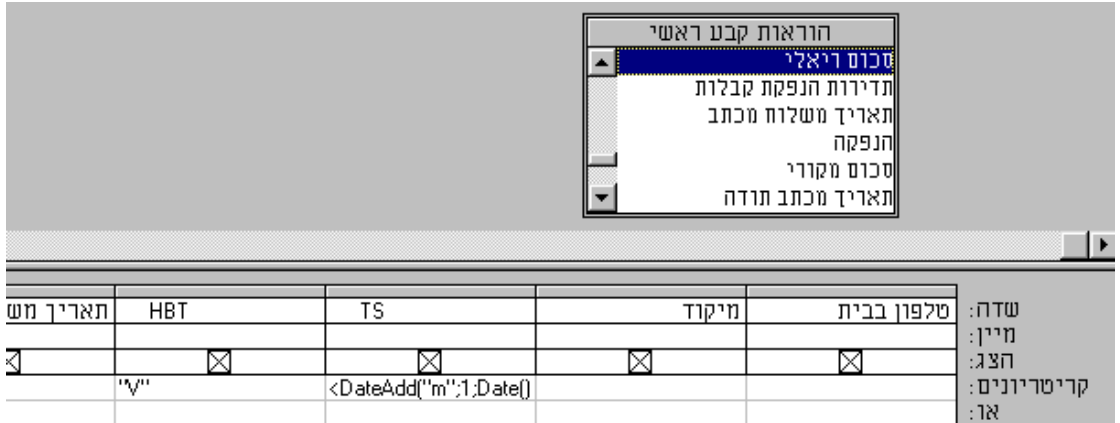 הוראות קבע ראשי
סכום ריאלי
תדירות הנפקת קבלות
תאריך משלוח מכתב
הנפקה
סכום מקורי
תאריך מכתב תודה
שדה: טלפון בבית מיקוד TS HBT תאריך מש
מיין:
הצג:
קריטריונים: <DateAdd("m";1;Date() "V"
או: